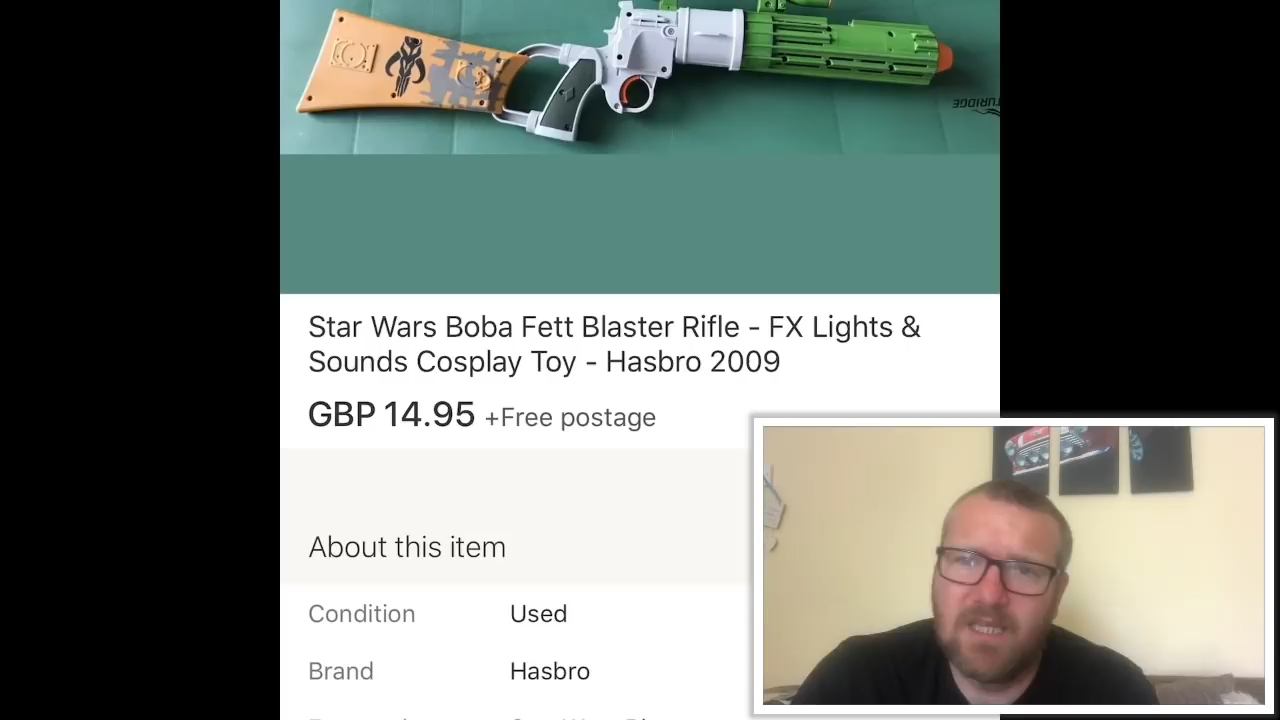 Star Wars Boba Fett Blaster Rifle - FX Lights &
Sounds Cosplay Toy - Hasbro 2009
GBP 14.95 +Free postage
About this item
Condition Used
Brand Hasbro